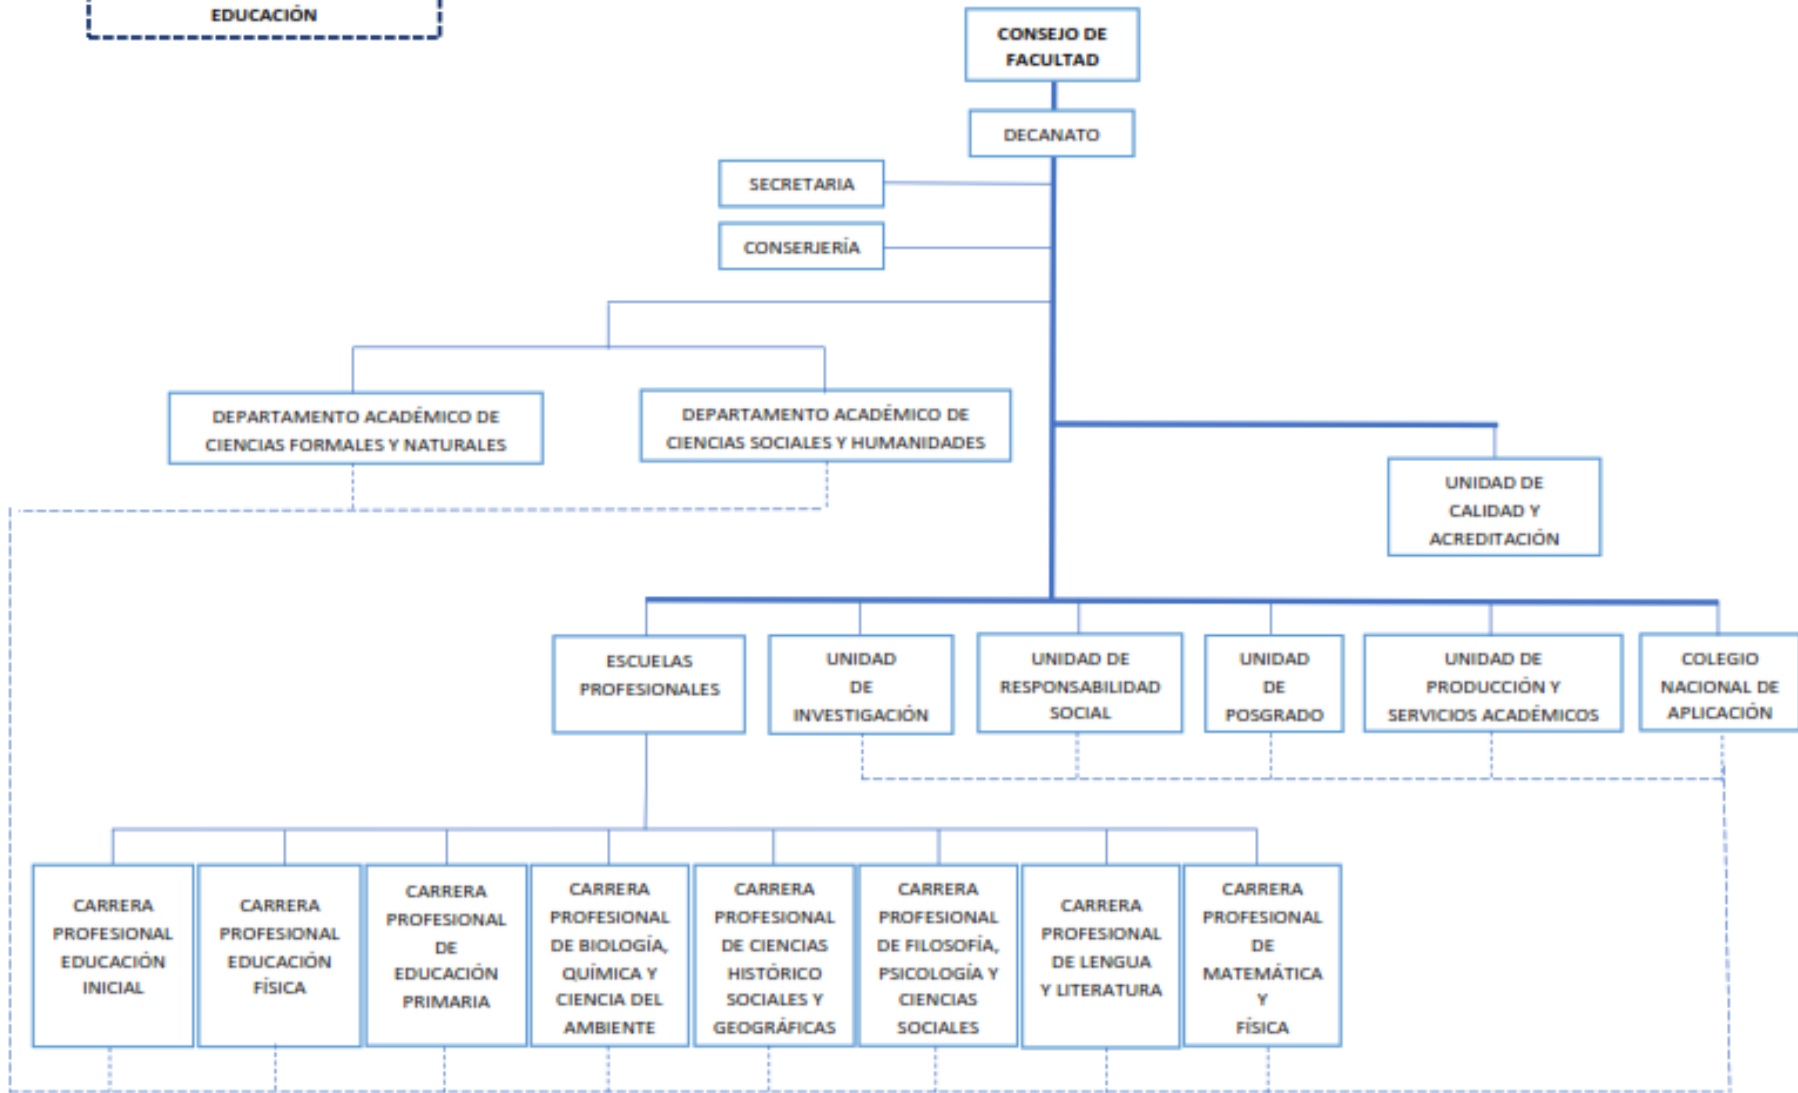 EDUCACIÓN
CONSEJO DE
FACULTAD
DECANATO
SECRETARIA
CONSERJERÍA
DEPARTAMENTO ACADÉMICO DE
CIENCIAS FORMALES Y NATURALES
DEPARTAMENTO ACADÉMICO DE
CIENCIAS SOCIALES Y HUMANIDADES
UNIDAD DE
CALIDAD Y
ACREDITACIÓN
ESCUELAS
PROFESIONALES
UNIDAD
DE
INVESTIGACIÓN
UNIDAD DE
RESPONSABILIDAD
SOCIAL
UNIDAD
DE
POSGRADO
UNIDAD DE
PRODUCCIÓN Y
SERVICIOS ACADÉMICOS
COLEGIO
NACIONAL DE
APLICACIÓN
CARRERA
PROFESIONAL
EDUCACIÓN
INICIAL
CARRERA
PROFESIONAL
EDUCACIÓN
FÍSICA
CARRERA
PROFESIONAL
DE
EDUCACIÓN
PRIMARIA
CARRERA
PROFESIONAL
DE BIOLOGÍA,
QUÍMICA Y
CIENCIA DEL
AMBIENTE
CARRERA
PROFESIONAL
DE CIENCIAS
HISTÓRICO
SOCIALES Y
GEOGRÁFICAS
CARRERA
PROFESIONAL
DE FILOSOFÍA,
PSICOLOGÍA Y
CIENCIAS
SOCIALES
CARRERA
PROFESIONAL
DE LENGUA
Y LITERATURA
CARRERA
PROFESIONAL
DE
MATEMÁTICA
Y
FÍSICA